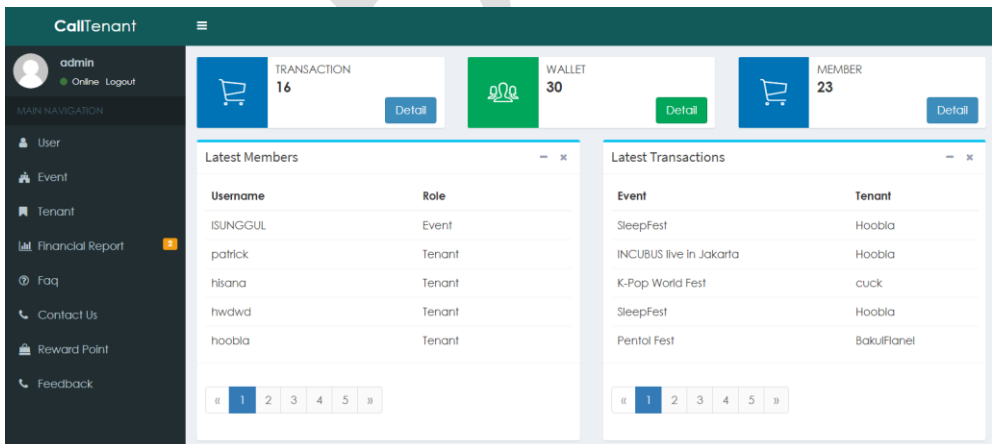 CallTenant
admin
Online Logout
MAIN NAVIGATION
User
Event
Tenant
Financial Report 2
Faq
Contact Us
Reward Point
Feedback
TRANSACTION
16
Detail
WALLET
30
Detail
MEMBER
23
Detail
Latest Members
Username Role
ISUNGGUL Event
patrick Tenant
hisana Tenant
hwdwd Tenant
hoobla Tenant
« 1 2 3 4 5 »
Latest Transactions
Event Tenant
SleepFest Hoobla
INCUBUS live in Jakarta Hoobla
K-Pop World Fest cuck
SleepFest Hoobla
Pentol Fest BakulFlanel
« 1 2 3 4 5 »